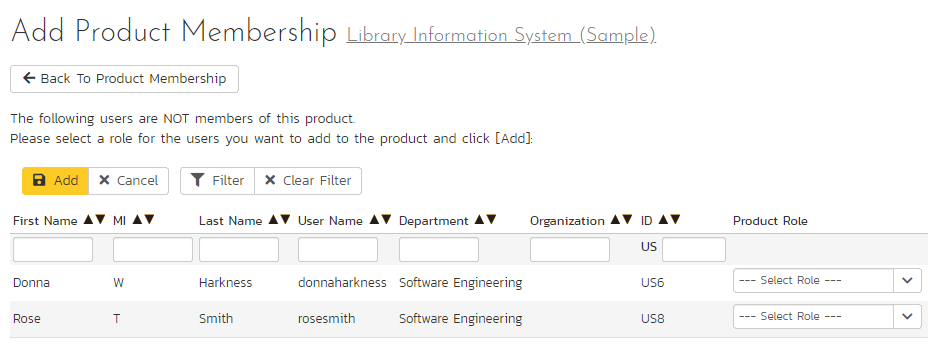 Add Product Membership Library Information System (Sample)
Back To Product Membership
The following users are NOT members of this product.
Please select a role for the users you want to add to the product and click [Add]:
Add Cancel Filter Clear Filter
First Name MI Last Name User Name Department Organization ID Product Role
US
Donna W Harkness donnaharkness Software Engineering US6 --- Select Role ---
Rose T Smith rosesmith Software Engineering US8 --- Select Role ---